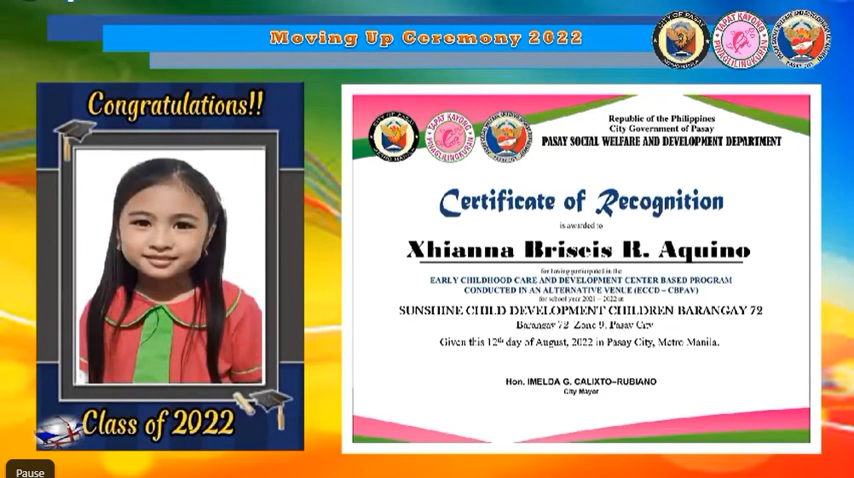 Moving Up Ceremony 2022
Congratulations!!
Class of 2022
TAPAT KAYONG PINAGLILINGKURAN
Republic of the Philippines
City Government of Pasay
PASAY SOCIAL WELFARE AND DEVELOPMENT DEPARTMENT
Certificate of Recognition
is awarded to
Xhianna Briseis R. Aquino
for having participated in the
EARLY CHILDHOOD CARE AND DEVELOPMENT CENTER BASED PROGRAM
CONDUCTED IN AN ALTERNATIVE VENUE (ECCD – CBPAV)
for school year 2021 – 2022 at
SUNSHINE CHILD DEVELOPMENT CHILDREN BARANGAY 72
Barangay 72 Zone 9, Pasay City
Given this 12th day of August, 2022 in Pasay City, Metro Manila.
Hon. IMELDA G. CALIXTO–RUBIANO
City Mayor
Pause